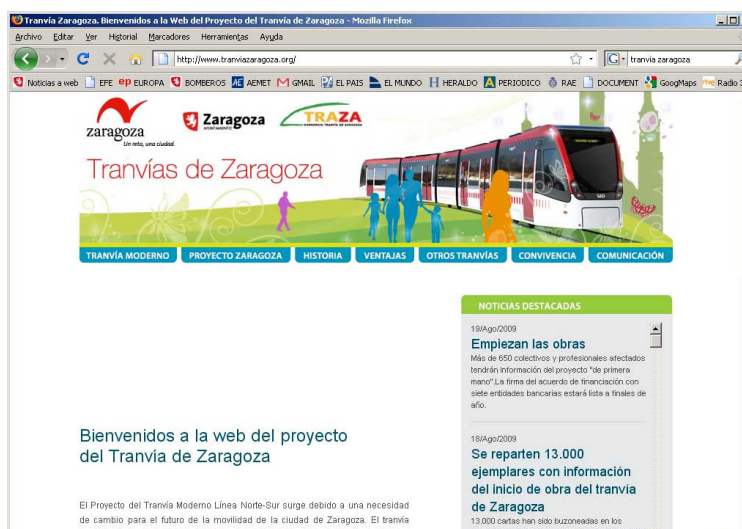 Tranvía Zaragoza. Bienvenidos a la Web del Proyecto del Tranvía de Zaragoza - Mozilla Firefox
Archivo Editar Ver Historial Marcadores Herramientas Ayuda
http://www.tranviazaragoza.org/
G tranvia zaragoza
Noticias a web EFE ep EUROPA BOMBEROS AE AEMET GMAIL EL PAIS EL MUNDO H HERALDO A PERIODICO RAE DOCUMENT GoogMaps rtve Radio 3
zaragoza
Un reto, una ciudad.
Zaragoza
AYUNTAMIENTO
TRAZA
Tranvías de Zaragoza
TRANVÍA MODERNO PROYECTO ZARAGOZA HISTORIA VENTAJAS OTROS TRANVÍAS CONVIVENCIA COMUNICACIÓN
NOTICIAS DESTACADAS
19/Ago/2009
Empiezan las obras
Más de 650 colectivos y profesionales afectados
tendrán información del proyecto "de primera
mano".La firma del acuerdo de financiación con
siete entidades bancarias estará lista a finales de
año.
18/Ago/2009
Se reparten 13.000
ejemplares con información
del inicio de obra del tranvía
de Zaragoza
13.000 cartas han sido buzoneadas en los
Bienvenidos a la web del proyecto
del Tranvía de Zaragoza
El Proyecto del Tranvía Moderno Línea Norte-Sur surge debido a una necesidad
de cambio para el futuro de la movilidad de la ciudad de Zaragoza. El tranvía